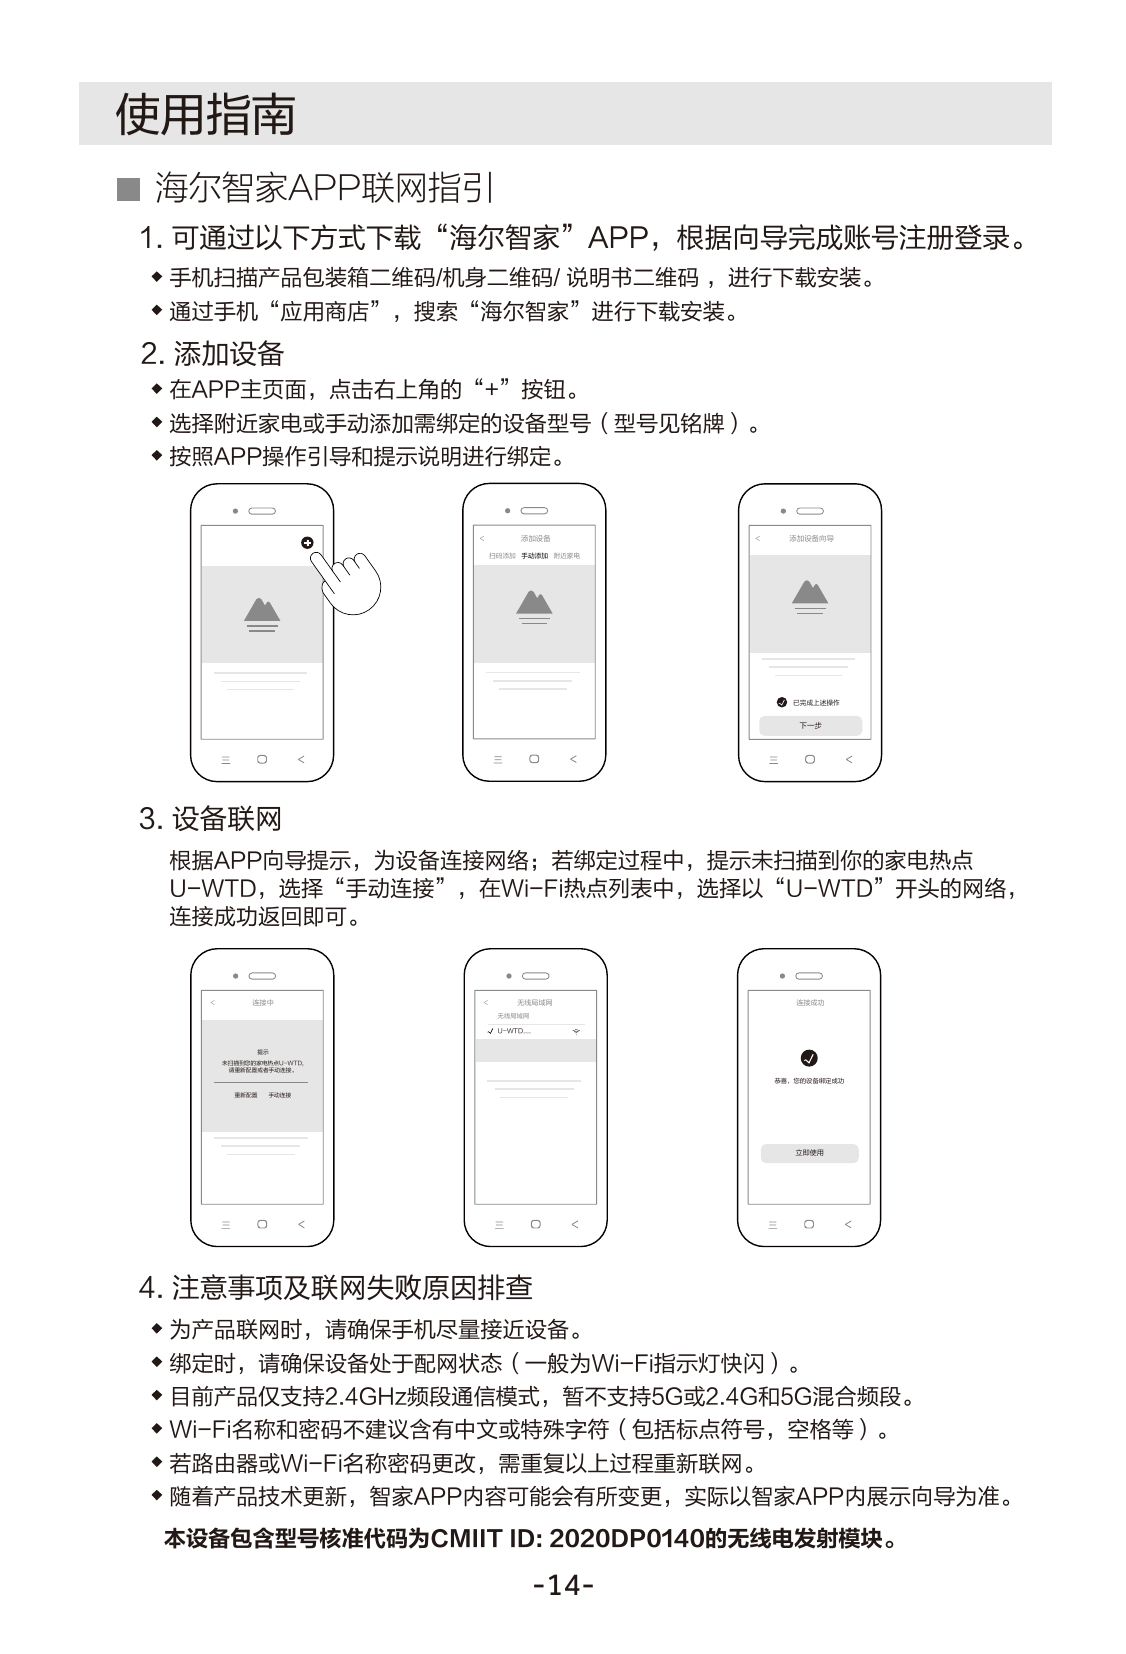 使用指南
海尔智家APP联网指引
1. 可通过以下方式下载“海尔智家”APP，根据向导完成账号注册登录。
手机扫描产品包装箱二维码/机身二维码/ 说明书二维码 ，进行下载安装。
通过手机“应用商店”，搜索“海尔智家”进行下载安装。
2. 添加设备
在APP主页面，点击右上角的“+”按钮。
选择附近家电或手动添加需绑定的设备型号（型号见铭牌）。
按照APP操作引导和提示说明进行绑定。
< 添加设备
扫码添加 手动添加 附近家电
< 添加设备向导
已完成上述操作
下一步
3. 设备联网
根据APP向导提示，为设备连接网络；若绑定过程中，提示未扫描到你的家电热点
U-WTD，选择“手动连接”，在Wi-Fi热点列表中，选择以“U-WTD”开头的网络，
连接成功返回即可。
< 连接中
提示
未扫描到您的家电热点U-WTD,
请重新配置或者手动连接。
重新配置 手动连接
< 无线局域网
无线局域网
U-WTD....
连接成功
恭喜，您的设备绑定成功
立即使用
4. 注意事项及联网失败原因排查
为产品联网时，请确保手机尽量接近设备。
绑定时，请确保设备处于配网状态（一般为Wi-Fi指示灯快闪）。
目前产品仅支持2.4GHz频段通信模式，暂不支持5G或2.4G和5G混合频段。
Wi-Fi名称和密码不建议含有中文或特殊字符（包括标点符号，空格等）。
若路由器或Wi-Fi名称密码更改，需重复以上过程重新联网。
随着产品技术更新，智家APP内容可能会有所变更，实际以智家APP内展示向导为准。
本设备包含型号核准代码为CMIIT ID: 2020DP0140的无线电发射模块。
-14-